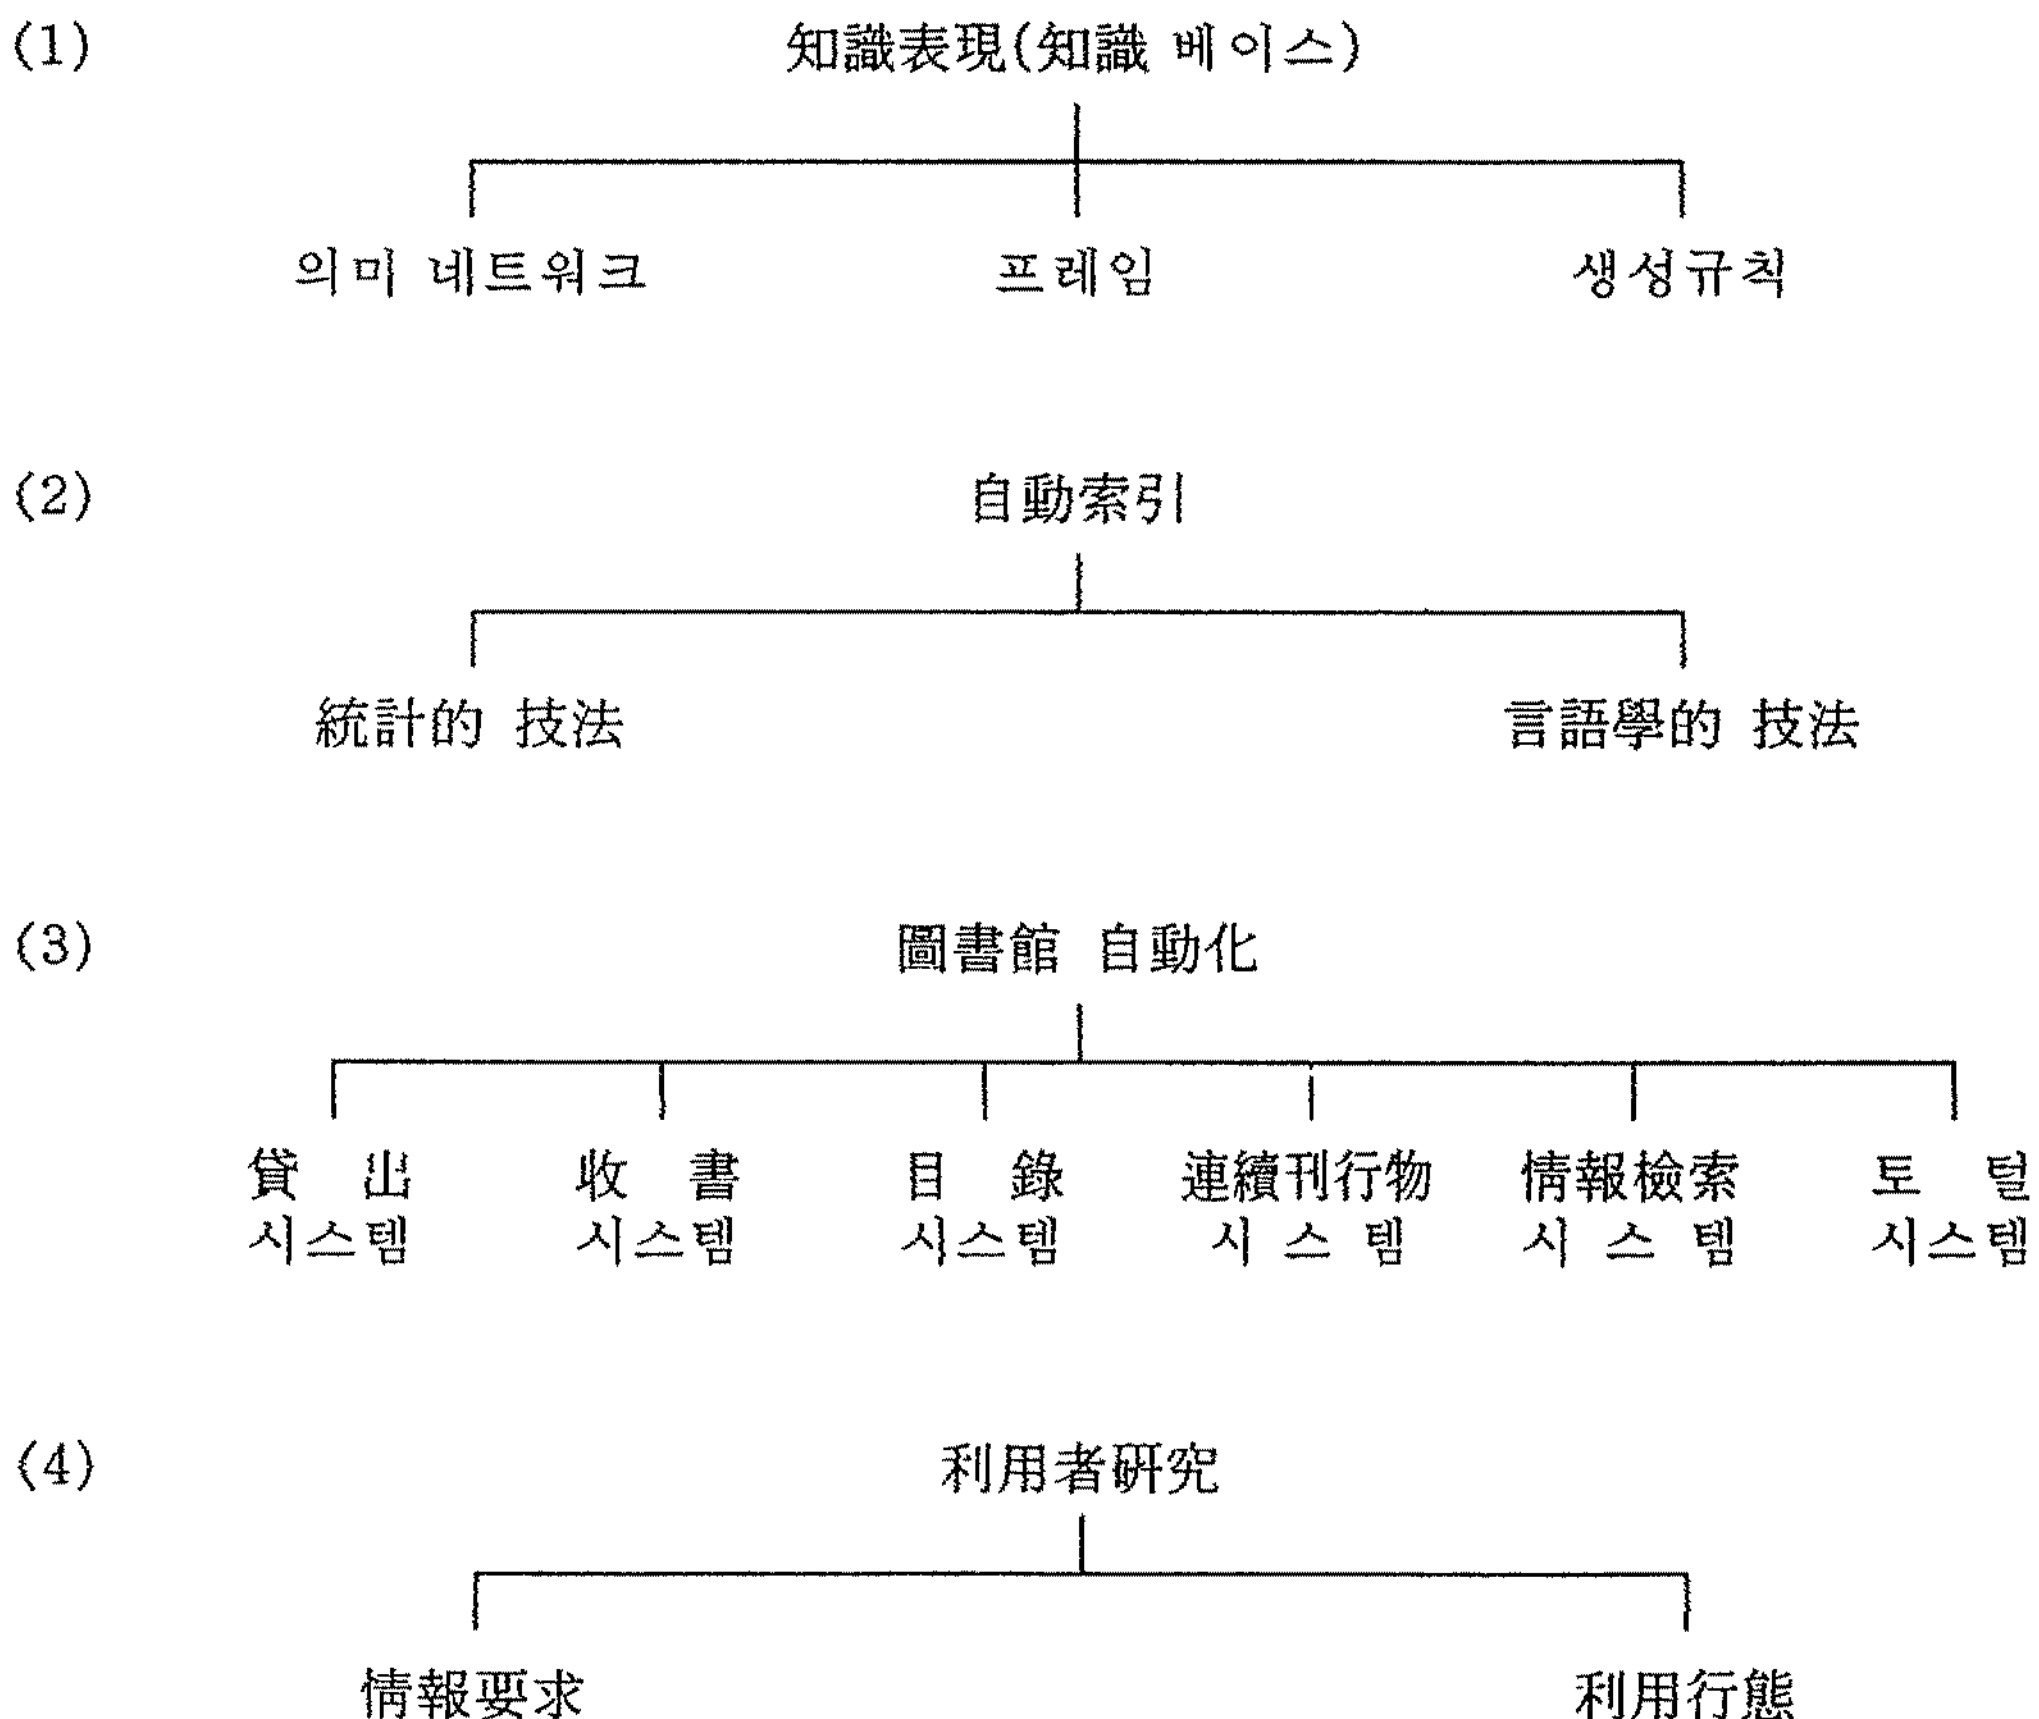 (1) 知識表現(知識 베이스)
의미 네트워크 프레임 생성규칙
(2) 自動索引
統計的 技法 言語學的 技法
(3) 圖書館 自動化
貸 出 收 書 目 錄 連續刊行物 情報檢索 토 털
시스템 시스템 시스템 시 스 템 시 스 템 시스템
(4) 利用者硏究
情報要求 利用行態